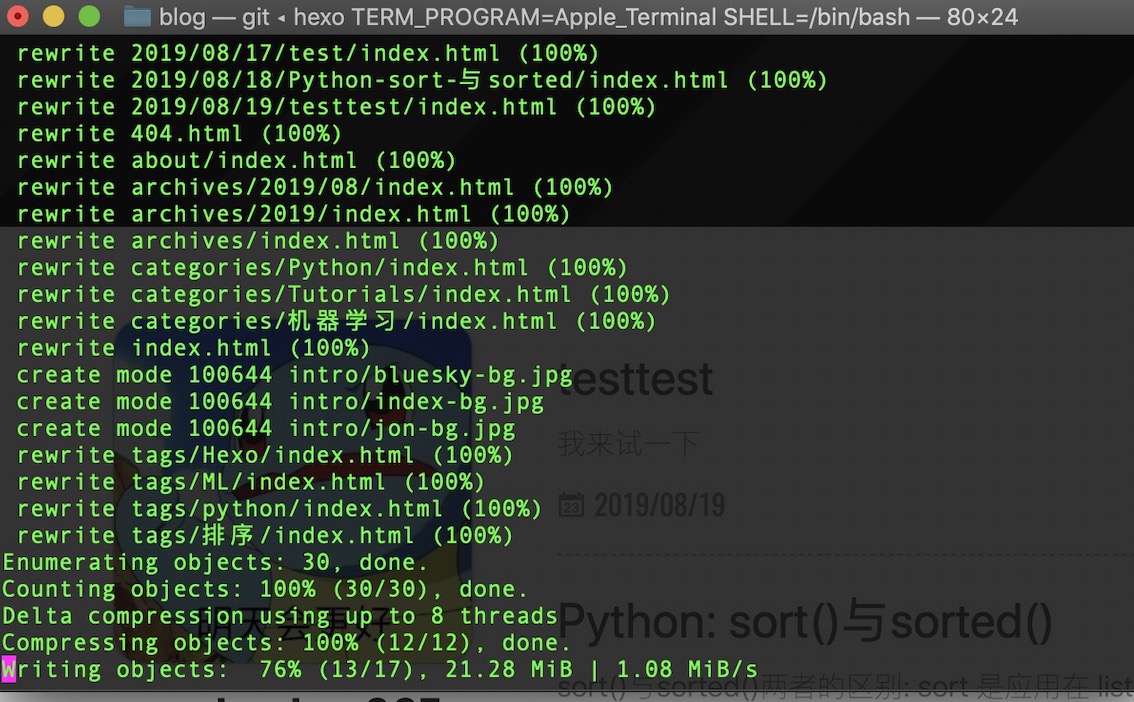 blog — git ◂ hexo TERM_PROGRAM=Apple_Terminal SHELL=/bin/bash — 80×24
rewrite 2019/08/17/test/index.html (100%)
rewrite 2019/08/18/Python-sort-与sorted/index.html (100%)
rewrite 2019/08/19/testtest/index.html (100%)
rewrite 404.html (100%)
rewrite about/index.html (100%)
rewrite archives/2019/08/index.html (100%)
rewrite archives/2019/index.html (100%)
rewrite archives/index.html (100%)
rewrite categories/Python/index.html (100%)
rewrite categories/Tutorials/index.html (100%)
rewrite categories/机器学习/index.html (100%)
rewrite index.html (100%)
create mode 100644 intro/bluesky-bg.jpg
testtest
create mode 100644 intro/index-bg.jpg
create mode 100644 intro/jon-bg.jpg
我来试一下
rewrite tags/Hexo/index.html (100%)
rewrite tags/ML/index.html (100%)
rewrite tags/python/index.html (100%)
23 2019/08/19
rewrite tags/排序/index.html (100%)
Enumerating objects: 30, done.
Counting objects: 100% (30/30), done.
Delta compression using up to 8 threads
明天会更好
Python: sort()与sorted()
Compressing objects: 100% (12/12), done.
Writing objects:  76% (13/17), 21.28 MiB | 1.08 MiB/s
sort()与sorted()两者的区别: sort 是应用在 list